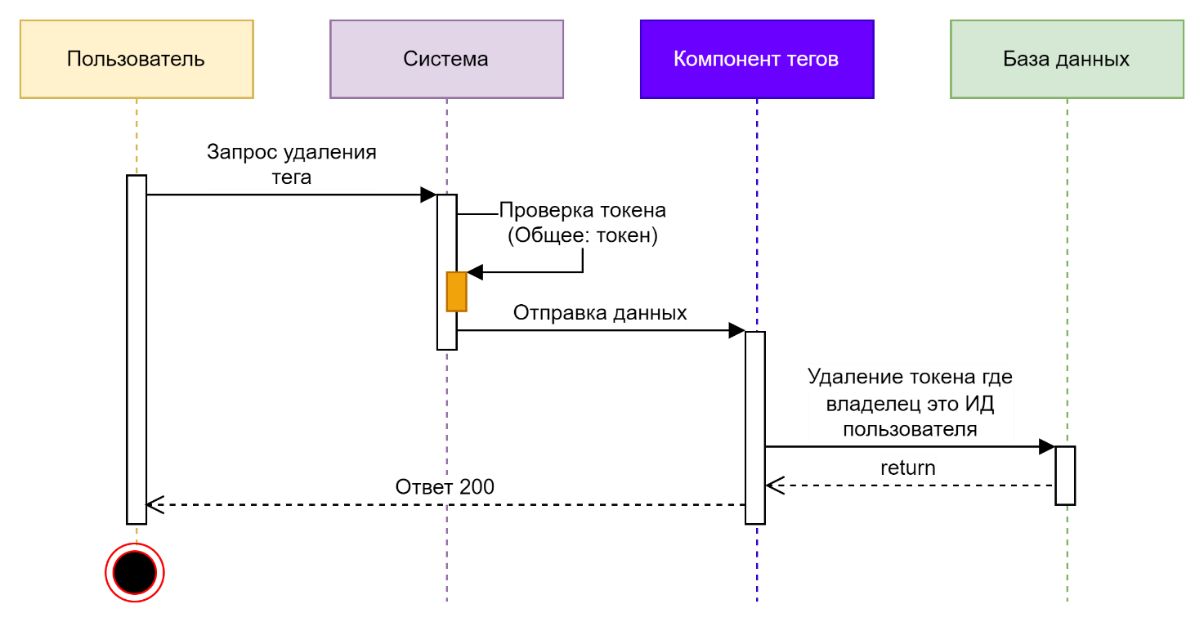 Пользователь
Система
Компонент тегов
База данных
Запрос удаления
тега
Проверка токена
(Общее: токен)
Отправка данных
Удаление токена где
владелец это ИД
пользователя
return
Ответ 200